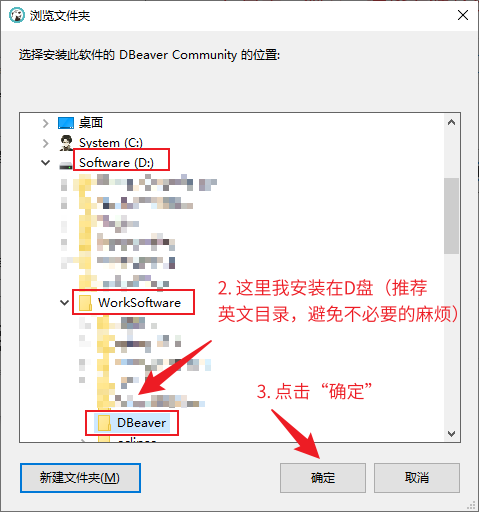 浏览文件夹
选择安装此软件的 DBeaver Community 的位置:
桌面
System (C:)
Software (D:)
WorkSoftware
2. 这里我安装在D盘（推荐
英文目录，避免不必要的麻烦）
DBeaver
3. 点击“确定”
新建文件夹(M)
确定
取消